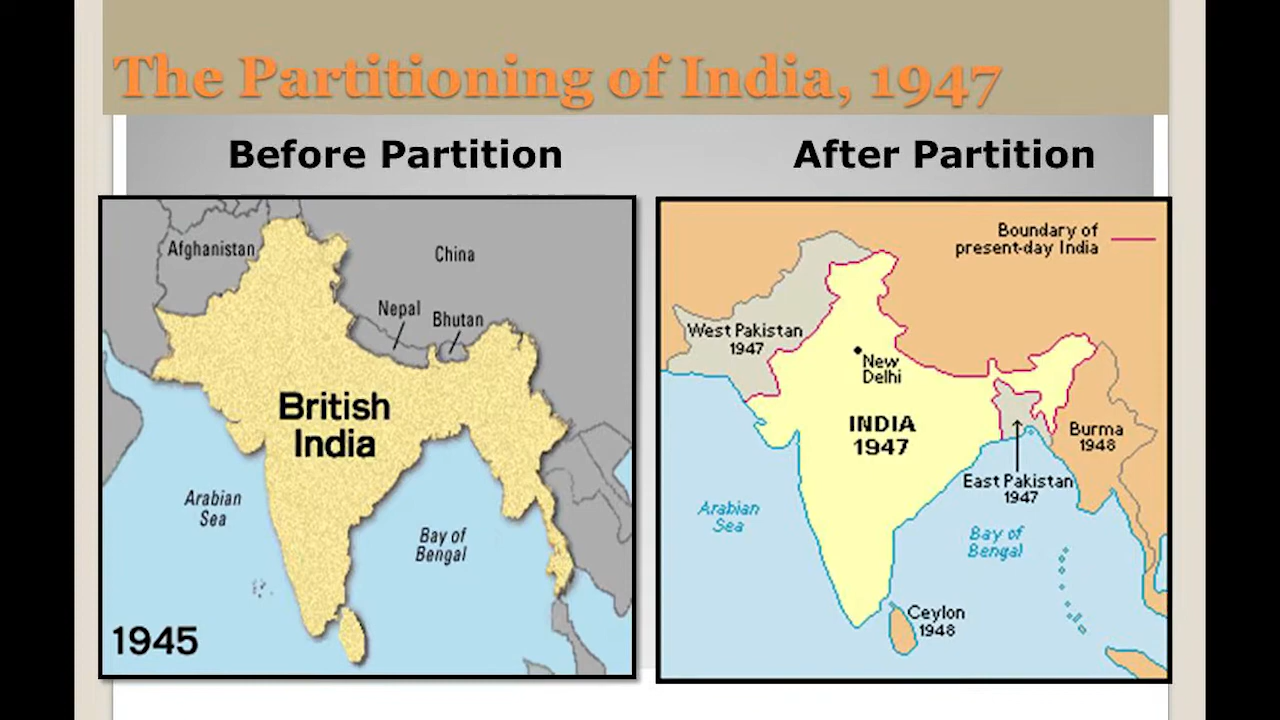 The Partitioning of India, 1947
Before Partition
After Partition
Afghanistan
China
Nepal
Bhutan
British
India
Arabian
Sea
Bay of
Bengal
1945
Boundary of
present-day India
West Pakistan
1947
New
Delhi
INDIA
1947
Burma
1948
East Pakistan
1947
Arabian
Sea
Bay of
Bengal
Ceylon
1948